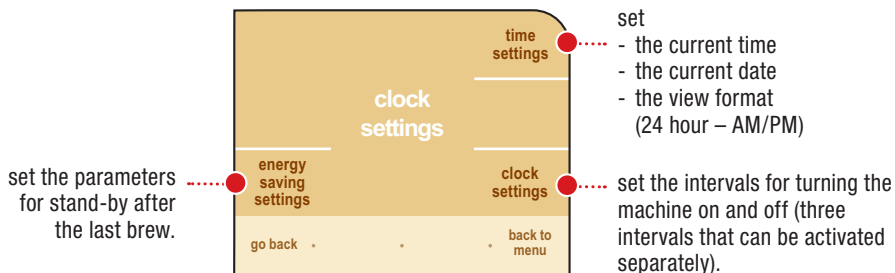 time
settings
set
- the current time
- the current date
- the view format
(24 hour – AM/PM)
clock
settings
set the parameters
for stand-by after
the last brew.
energy
saving
settings
clock
settings
set the intervals for turning the
machine on and off (three
intervals that can be activated
separately).
go back
back to
menu